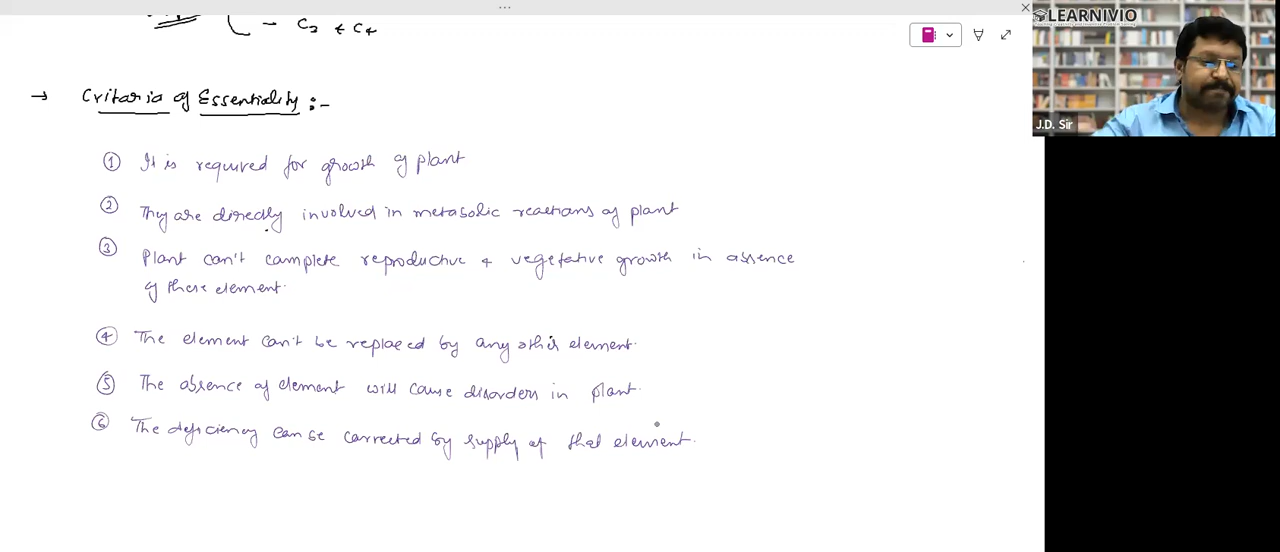 - C3 & C4
LEARNIVIO
J.D. Sir
→ Critaria of Essentiality :-
① It is required for growth of plant
② They are directly involved in metabolic reactions of plant
③ Plant can't complete reproductive & vegetative growth in absence
of these element.
④ The element can't be replaced by any other element.
⑤ The absence of element will cause disorders in plant.
⑥ The deficiency can be corrected by supply of that element.